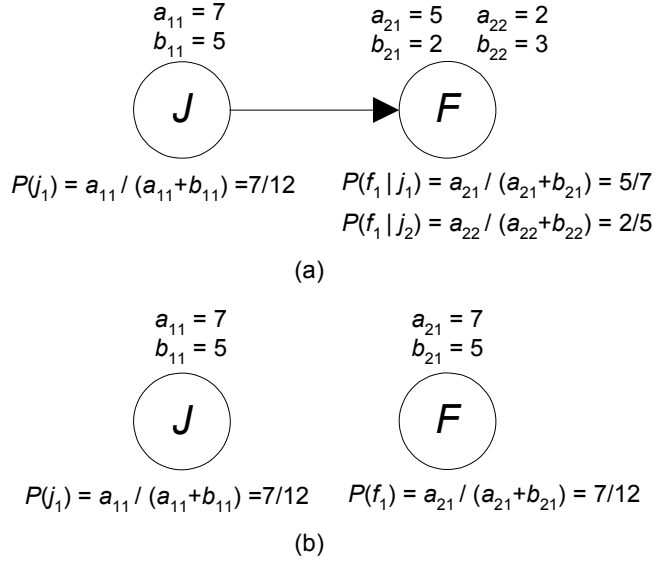 a₁₁ = 7
b₁₁ = 5
a₂₁ = 5 a₂₂ = 2
b₂₁ = 2 b₂₂ = 3
J
F
P(j₁) = a₁₁ / (a₁₁+b₁₁) =7/12
P(f₁ | j₁) = a₂₁ / (a₂₁+b₂₁) = 5/7
P(f₁ | j₂) = a₂₂ / (a₂₂+b₂₂) = 2/5
(a)
a₁₁ = 7
b₁₁ = 5
a₂₁ = 7
b₂₁ = 5
J
F
P(j₁) = a₁₁ / (a₁₁+b₁₁) =7/12
P(f₁) = a₂₁ / (a₂₁+b₂₁) = 7/12
(b)